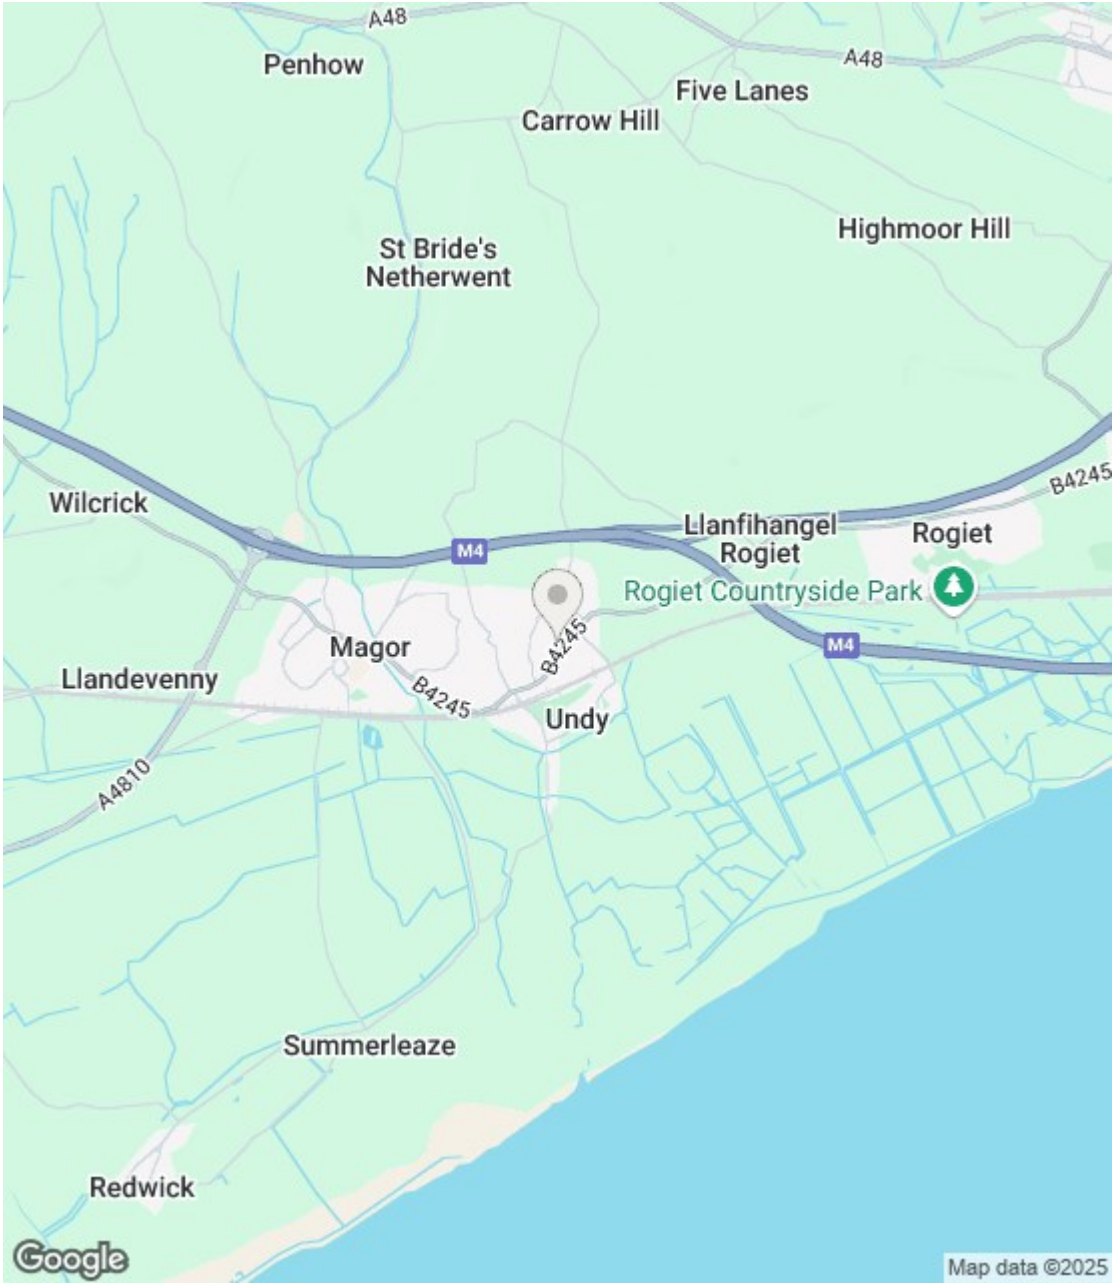 A48
Penhow
A48
Five Lanes
Carrow Hill
Highmoor Hill
St Bride's
Netherwent
B4245
Wilcrick
Llanfihangel
Rogiet
Rogiet
M4
Rogiet Countryside Park
B4245
Magor
M4
Llandevenny
B4245
Undy
A4810
Summerleaze
Redwick
Google
Map data ©2025